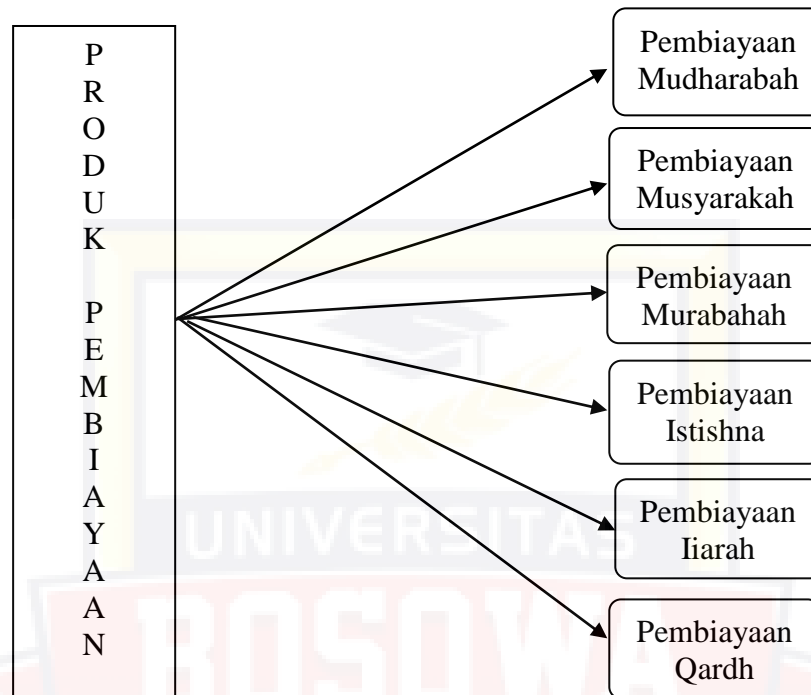 P
R
O
D
U
K
P
E
M
B
I
A
Y
A
A
N
Pembiayaan
Mudharabah
Pembiayaan
Musyarakah
Pembiayaan
Murabahah
Pembiayaan
Istishna
Pembiayaan
Iiarah
Pembiayaan
Qardh
UNIVERSITAS
BOSOWA